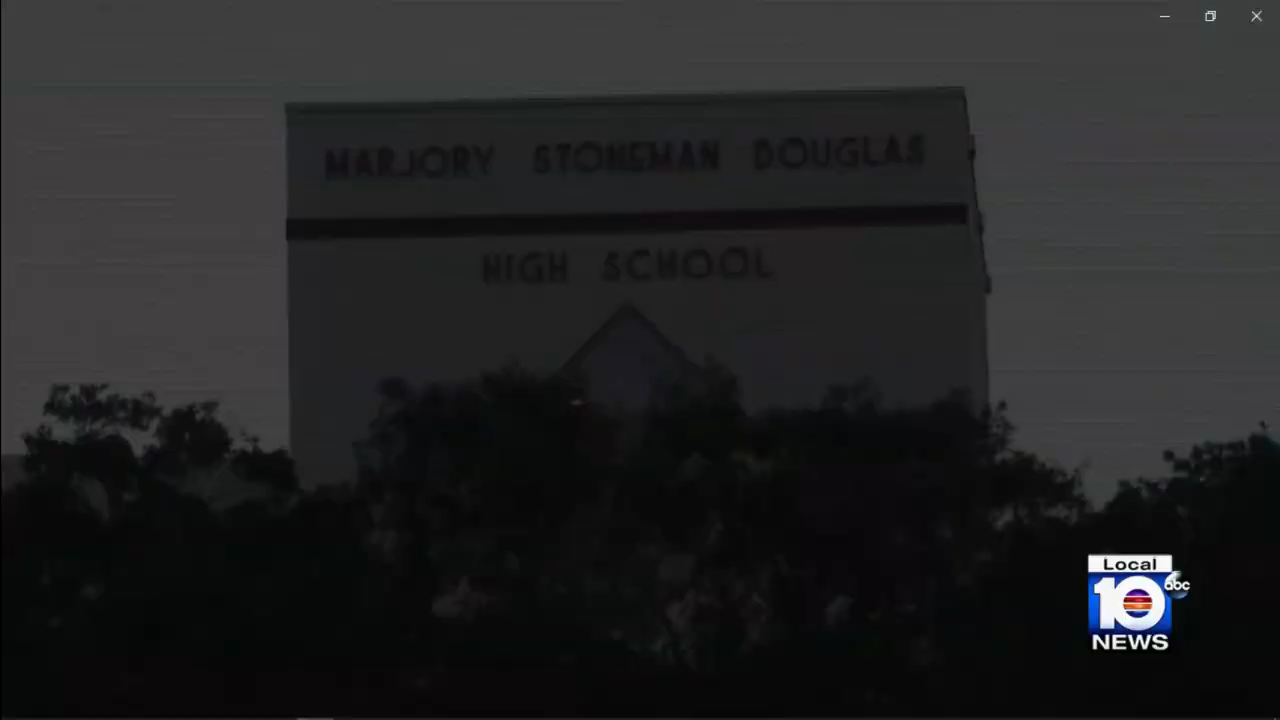 MARJORY STONEMAN DOUGLAS
HIGH SCHOOL
Local
10 abc
NEWS